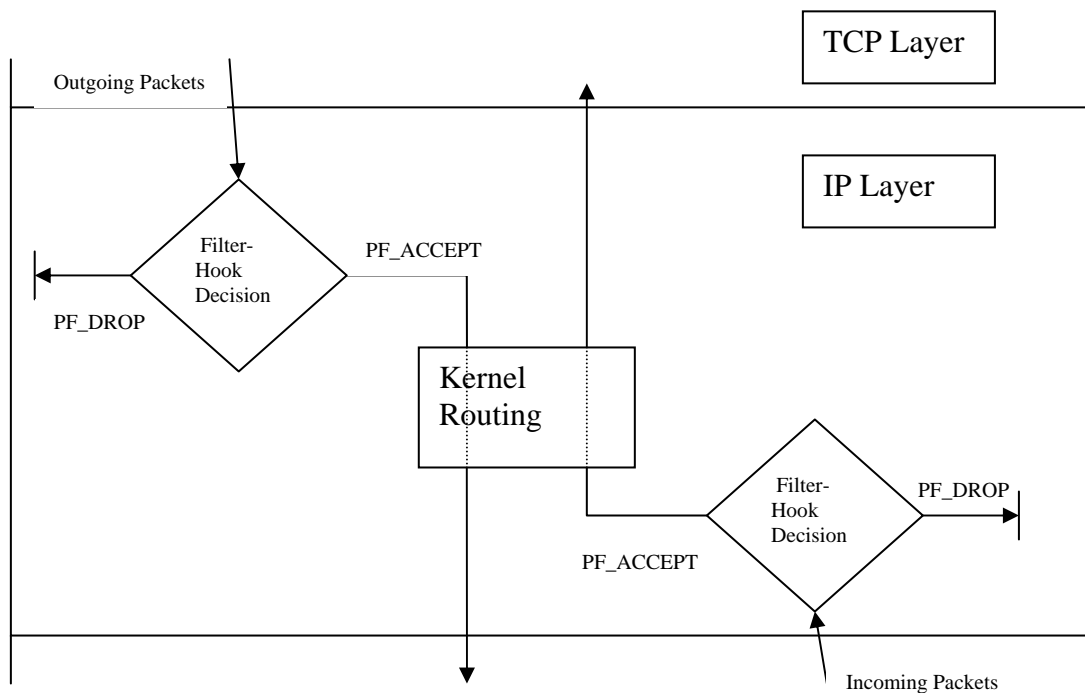 TCP Layer
Outgoing Packets
IP Layer
Filter-
Hook
Decision
PF_ACCEPT
PF_DROP
Kernel
Routing
Filter-
Hook
Decision
PF_DROP
PF_ACCEPT
Incoming Packets